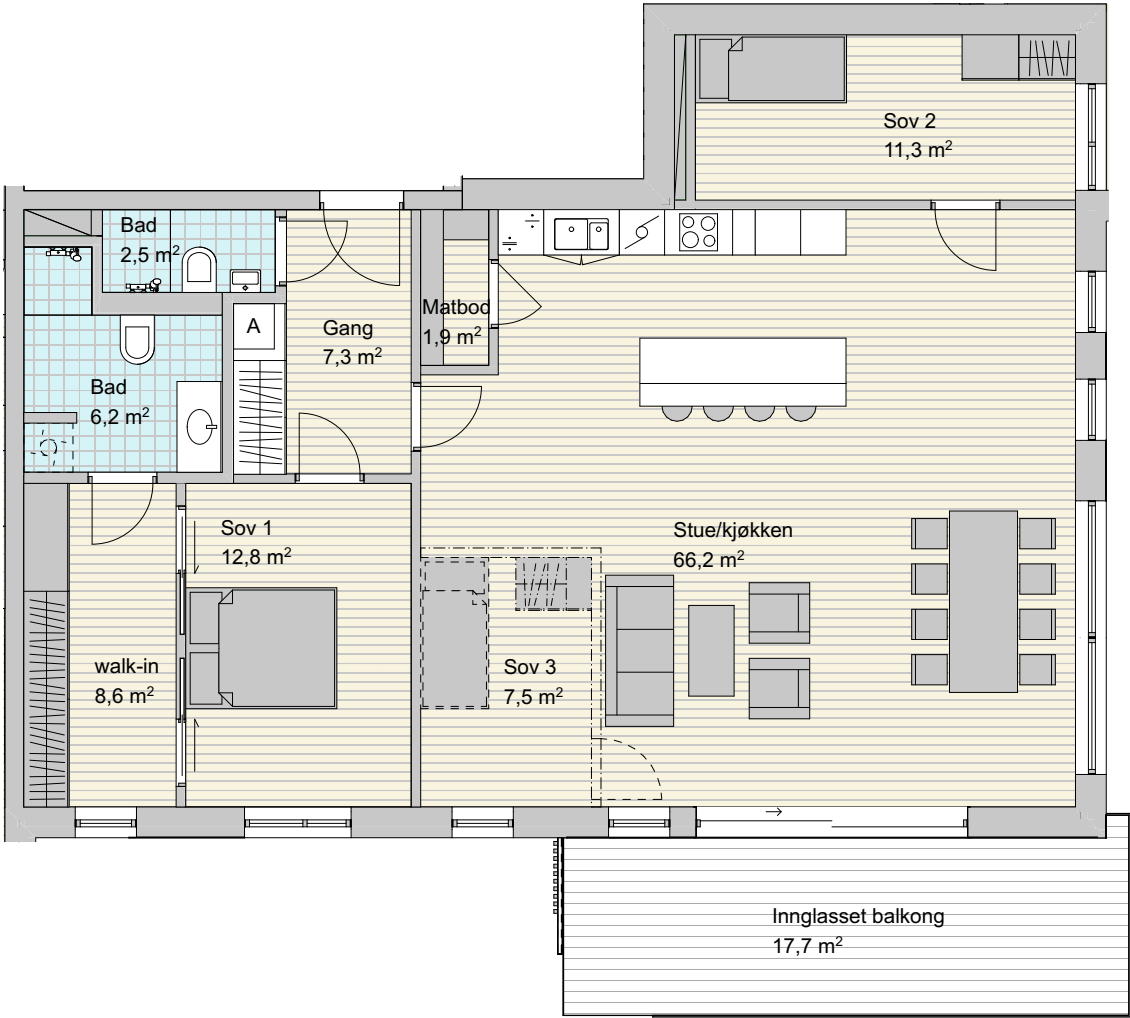 Sov 2
11,3 m²
Bad
2,5 m²
Matbod
1,9 m²
A
Gang
7,3 m²
Bad
6,2 m²
Sov 1
12,8 m²
Stue/kjøkken
66,2 m²
walk-in
8,6 m²
Sov 3
7,5 m²
Innglasset balkong
17,7 m²